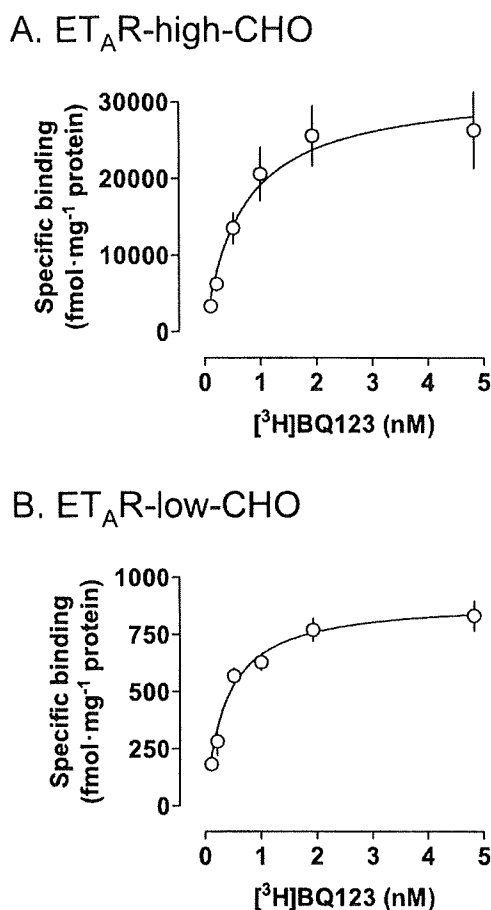 A. ETAR-high-CHO
Specific binding
(fmol·mg⁻¹ protein)
30000
20000
10000
0
0 1 2 3 4 5
[³H]BQ123 (nM)
B. ETAR-low-CHO
Specific binding
(fmol·mg⁻¹ protein)
1000
750
500
250
0
0 1 2 3 4 5
[³H]BQ123 (nM)